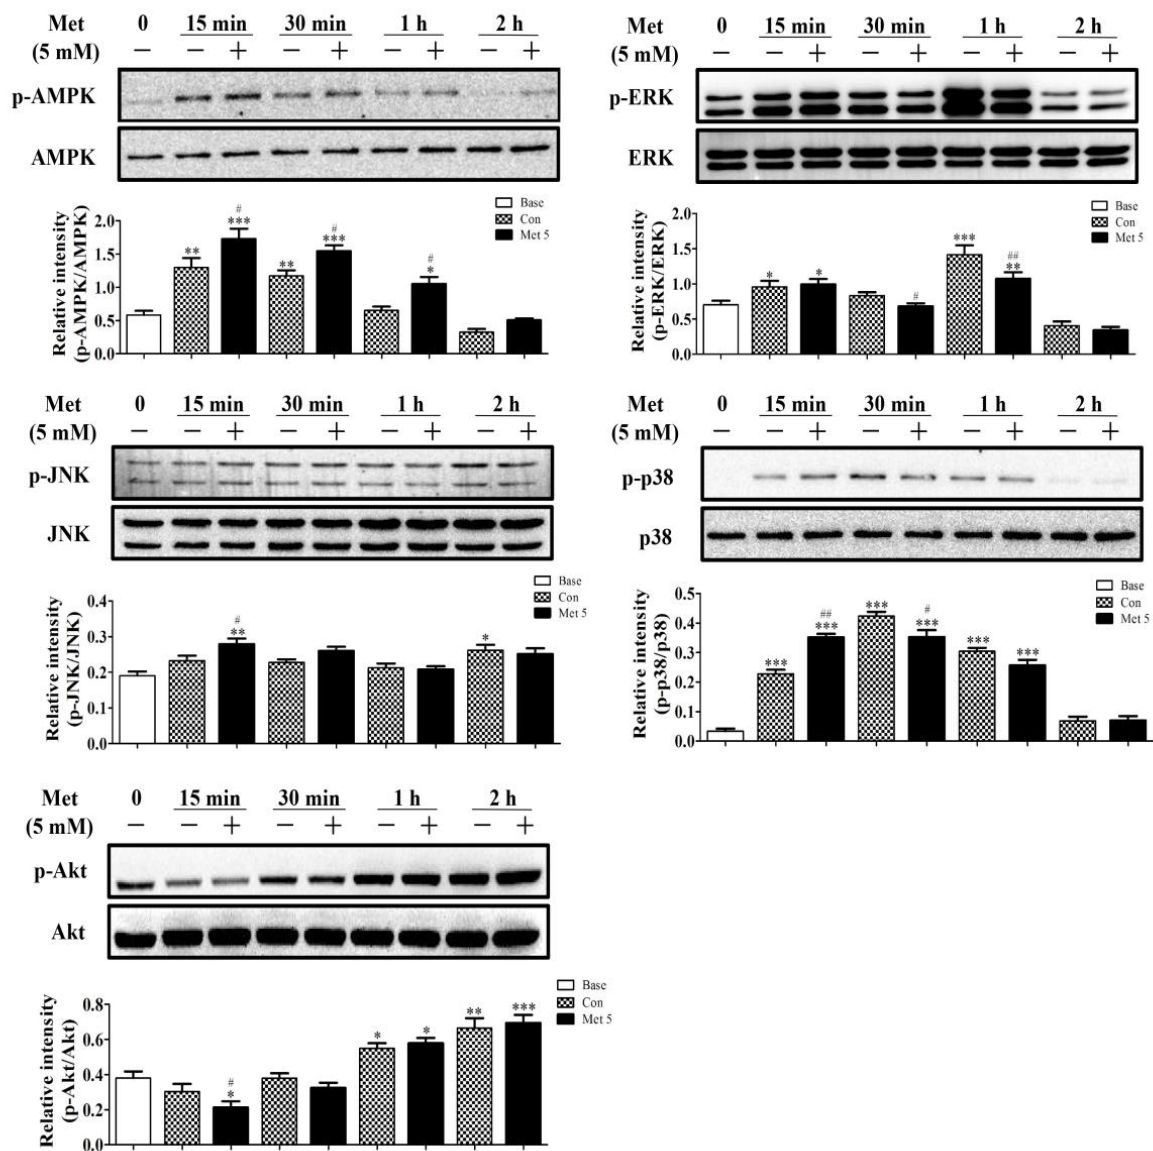 Met 0 15 min 30 min 1 h 2 h
(5 mM) − − + − + − + − +
p-AMPK
AMPK
Base
Con
Met 5
Relative intensity
(p-AMPK/AMPK)
2.0
1.5
1.0
0.5
0.0
** # *** ** # *** # *
Met 0 15 min 30 min 1 h 2 h
(5 mM) − − + − + − + − +
p-ERK
ERK
Base
Con
Met 5
Relative intensity
(p-ERK/ERK)
2.0
1.5
1.0
0.5
0.0
* * # *** ## **
Met 0 15 min 30 min 1 h 2 h
(5 mM) − − + − + − + − +
p-JNK
JNK
Base
Con
Met 5
Relative intensity
(p-JNK/JNK)
0.4
0.3
0.2
0.1
0.0
# ** *
Met 0 15 min 30 min 1 h 2 h
(5 mM) − − + − + − + − +
p-p38
p38
Base
Con
Met 5
Relative intensity
(p-p38/p38)
0.5
0.4
0.3
0.2
0.1
0.0
*** ## *** *** # *** *** ***
Met 0 15 min 30 min 1 h 2 h
(5 mM) − − + − + − + − +
p-Akt
Akt
Base
Con
Met 5
Relative intensity
(p-Akt/Akt)
0.8
0.6
0.4
0.2
0.0
# * * * ** ***